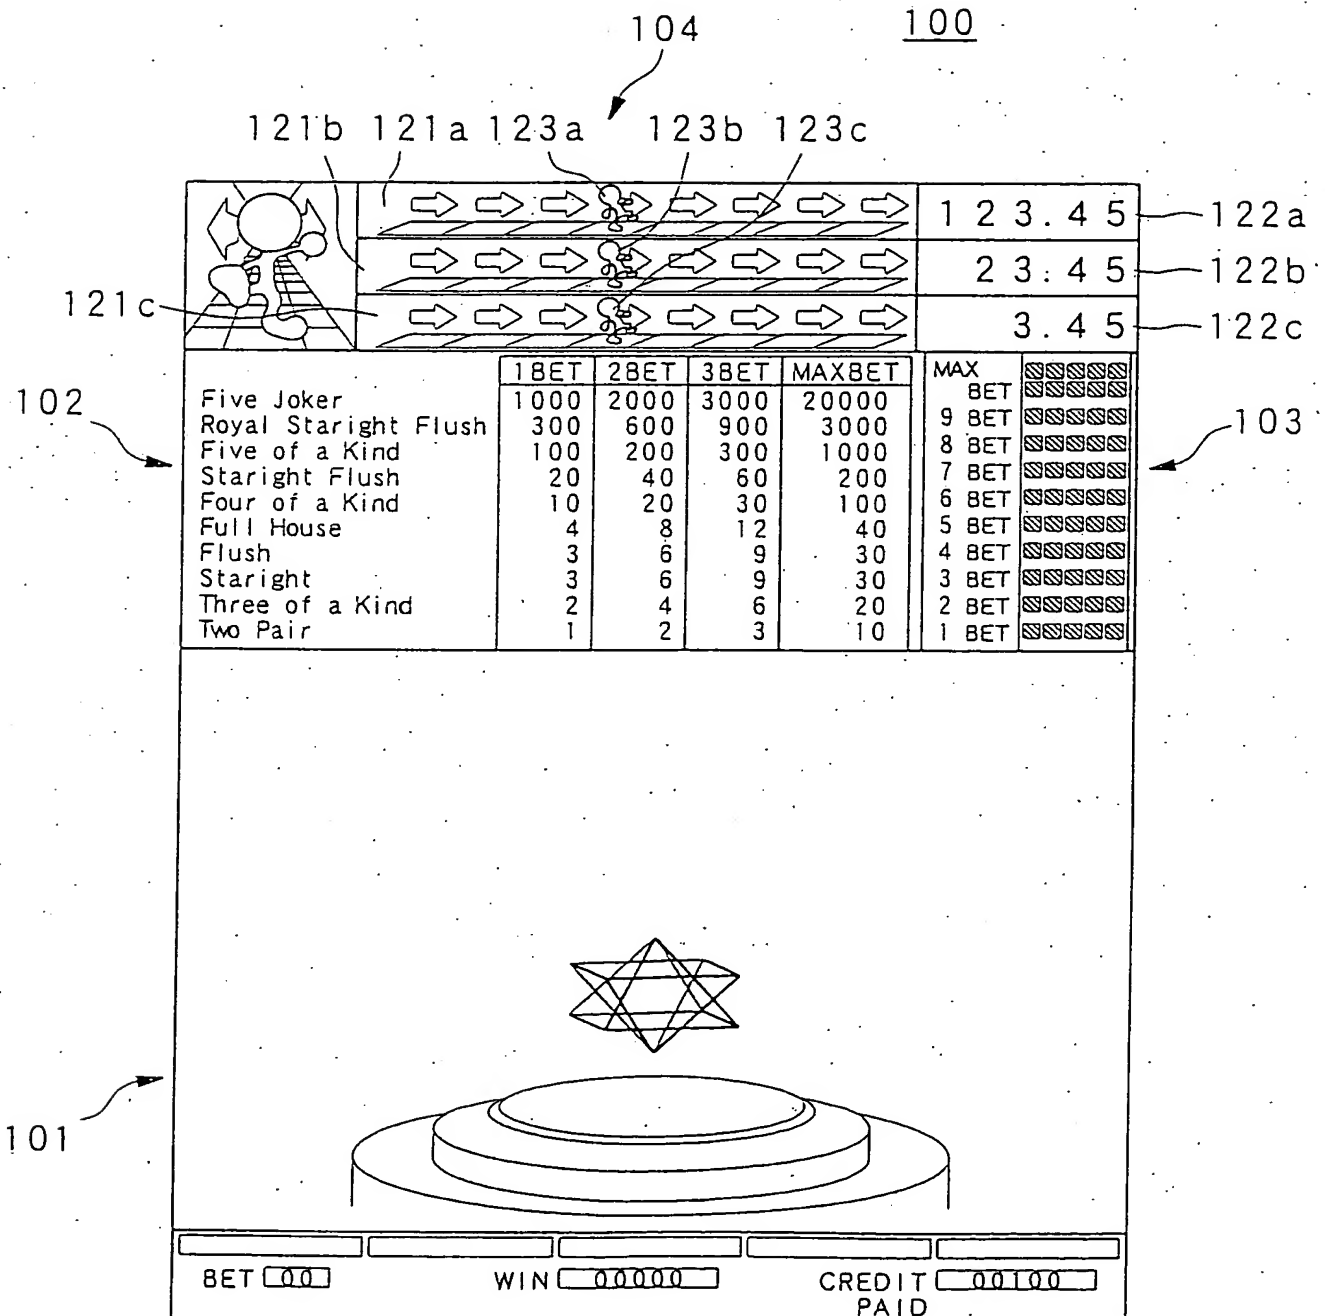 104
100
121b 121a 123a 123b 123c
123.45 122a
23.45 122b
121c
3.45 122c
1BET 2BET 3BET MAXBET
MAX
BET
102
Five Joker 1000 2000 3000 20000
9 BET
103
Royal Staright Flush 300 600 900 3000
8 BET
Five of a Kind 100 200 300 1000
7 BET
Staright Flush 20 40 60 200
6 BET
Four of a Kind 10 20 30 100
5 BET
Full House 4 8 12 40
4 BET
Flush 3 6 9 30
3 BET
Staright 3 6 9 30
2 BET
Three of a Kind 2 4 6 20
1 BET
Two Pair 1 2 3 10
101
BET 00 WIN 00000 CREDIT 00100
PAID